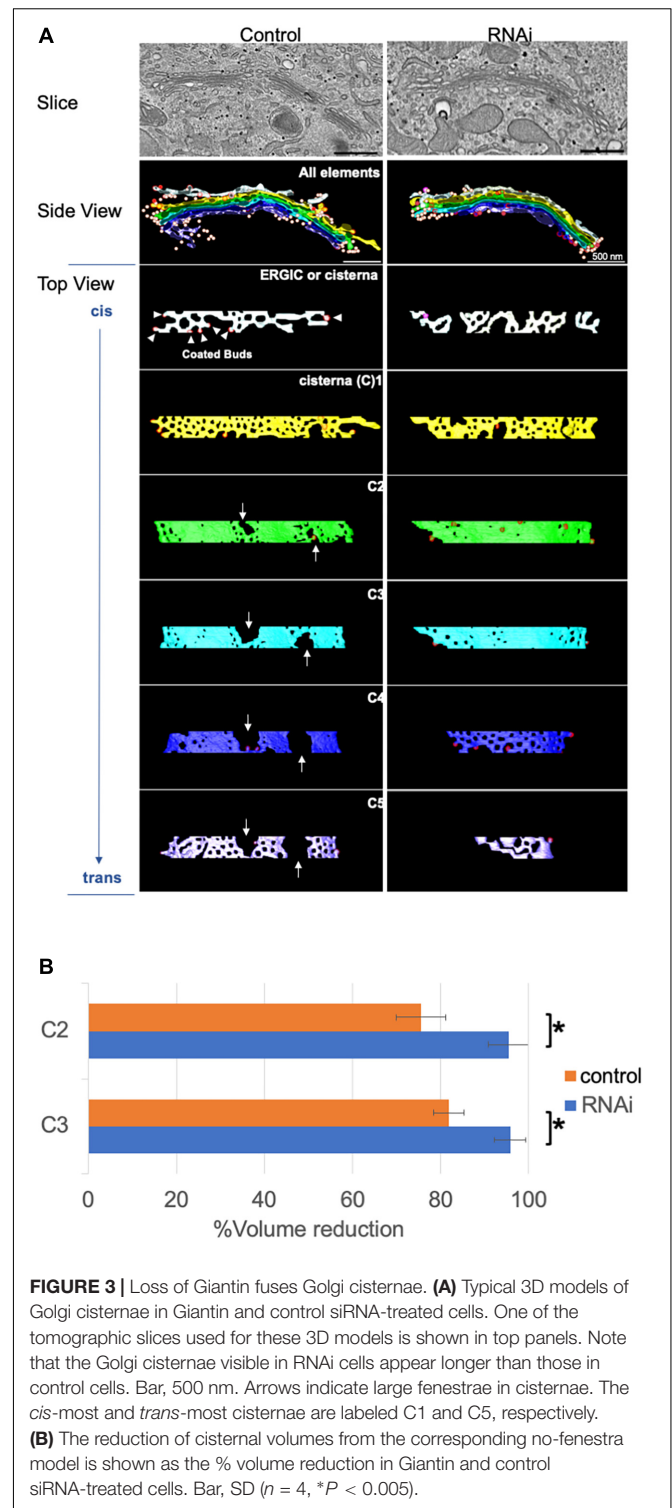 A
Control
RNAi
Slice
All elements
Side View
500 nm
Top View
ERGIC or cisterna
cis
Coated Buds
cisterna (C)1
C2
C3
C4
C5
trans
B
C2
*
control
RNAi
C3
*
0 20 40 60 80 100
%Volume reduction
FIGURE 3 | Loss of Giantin fuses Golgi cisternae. (A) Typical 3D models of
Golgi cisternae in Giantin and control siRNA-treated cells. One of the
tomographic slices used for these 3D models is shown in top panels. Note
that the Golgi cisternae visible in RNAi cells appear longer than those in
control cells. Bar, 500 nm. Arrows indicate large fenestrae in cisternae. The
cis-most and trans-most cisternae are labeled C1 and C5, respectively.
(B) The reduction of cisternal volumes from the corresponding no-fenestra
model is shown as the % volume reduction in Giantin and control
siRNA-treated cells. Bar, SD (n = 4, *P < 0.005).